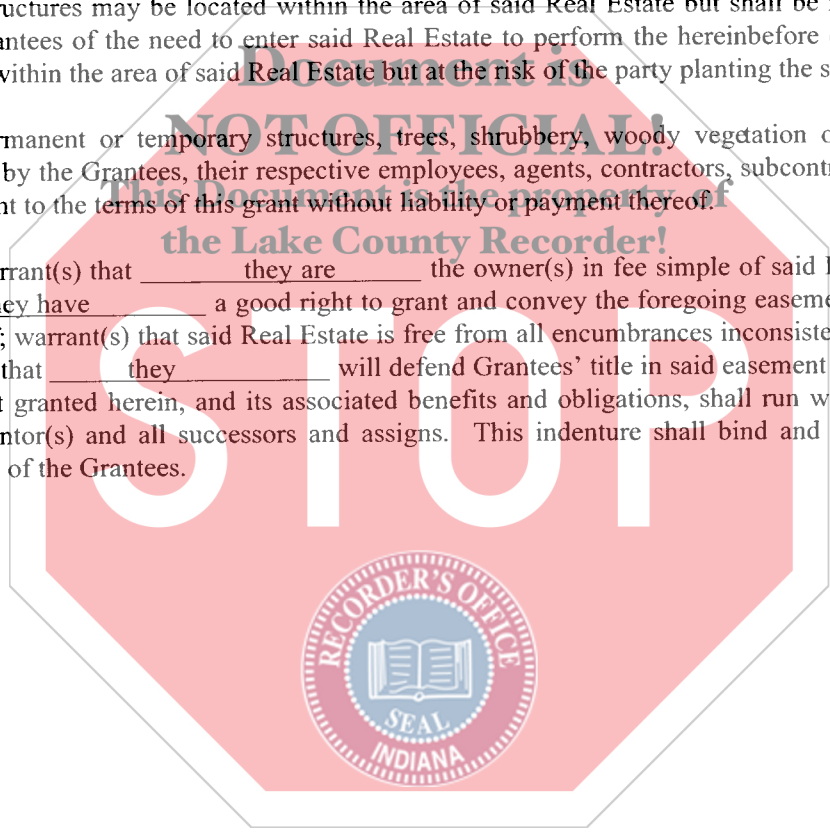 uctures may be located within the area of said Real Estate but shall be
antees of the need to enter said Real Estate to perform the hereinbefore
within the area of said Real Estate but at the risk of the party planting the s
Document is
NOT OFFICIAL!
This Document is the property of
the Lake County Recorder!
rmanent or temporary structures, trees, shrubbery, woody vegetation o
by the Grantees, their respective employees, agents, contractors, subcontr
nt to the terms of this grant without liability or payment thereof.
rrant(s) that they are the owner(s) in fee simple of said
ey have a good right to grant and convey the foregoing easeme
; warrant(s) that said Real Estate is free from all encumbrances inconsiste
that they will defend Grantees' title in said easement
t granted herein, and its associated benefits and obligations, shall run w
ntor(s) and all successors and assigns. This indenture shall bind and
of the Grantees.
STOP
RECORDER'S OFFICE
SEAL
INDIANA